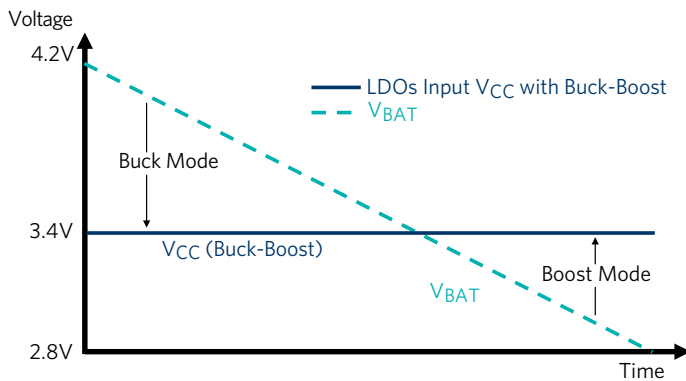 Voltage
4.2V
LDOs Input VCC with Buck-Boost
VBAT
Buck Mode
3.4V
VCC (Buck-Boost)
Boost Mode
VBAT
2.8V
Time